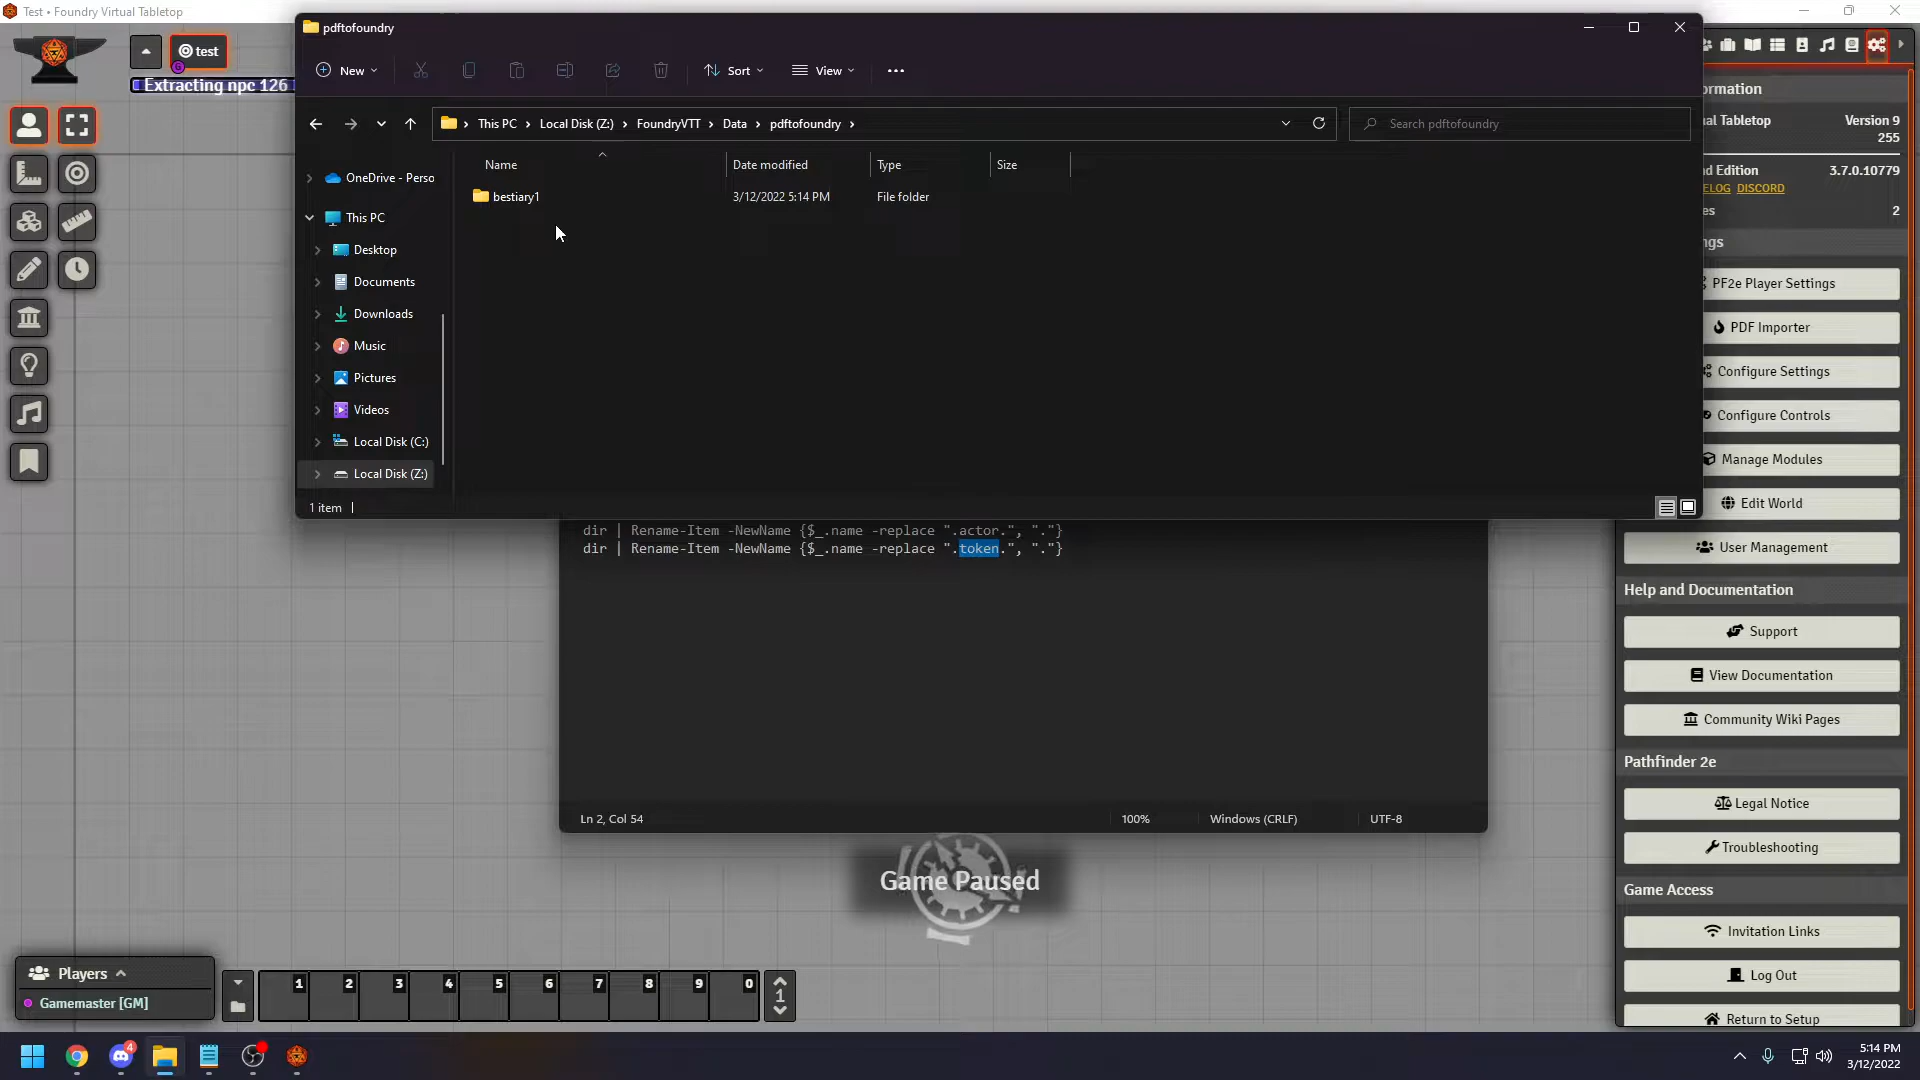 Test • Foundry Virtual Tabletop
test
G
Extracting npc 126
pdftofoundry
New
Sort
View
This PC
Local Disk (Z:)
FoundryVTT
Data
pdftofoundry
Search pdftofoundry
Name
Date modified
Type
Size
bestiary1
3/12/2022 5:14 PM
File folder
OneDrive - Perso
This PC
Desktop
Documents
Downloads
Music
Pictures
Videos
Local Disk (C:)
Local Disk (Z:)
1 item
dir | Rename-Item -NewName {$_.name -replace ".actor.", "."}
dir | Rename-Item -NewName {$_.name -replace ".token.", "."}
Ln 2, Col 54
100%
Windows (CRLF)
UTF-8
Game Paused
ormation
al Tabletop
Version 9
255
d Edition
3.7.0.10779
LOG DISCORD
es
2
ngs
PF2e Player Settings
PDF Importer
Configure Settings
Configure Controls
Manage Modules
Edit World
User Management
Help and Documentation
Support
View Documentation
Community Wiki Pages
Pathfinder 2e
Legal Notice
Troubleshooting
Game Access
Invitation Links
Log Out
Return to Setup
Players
Gamemaster [GM]
1
2
3
4
5
6
7
8
9
0
1
4
5:14 PM
3/12/2022